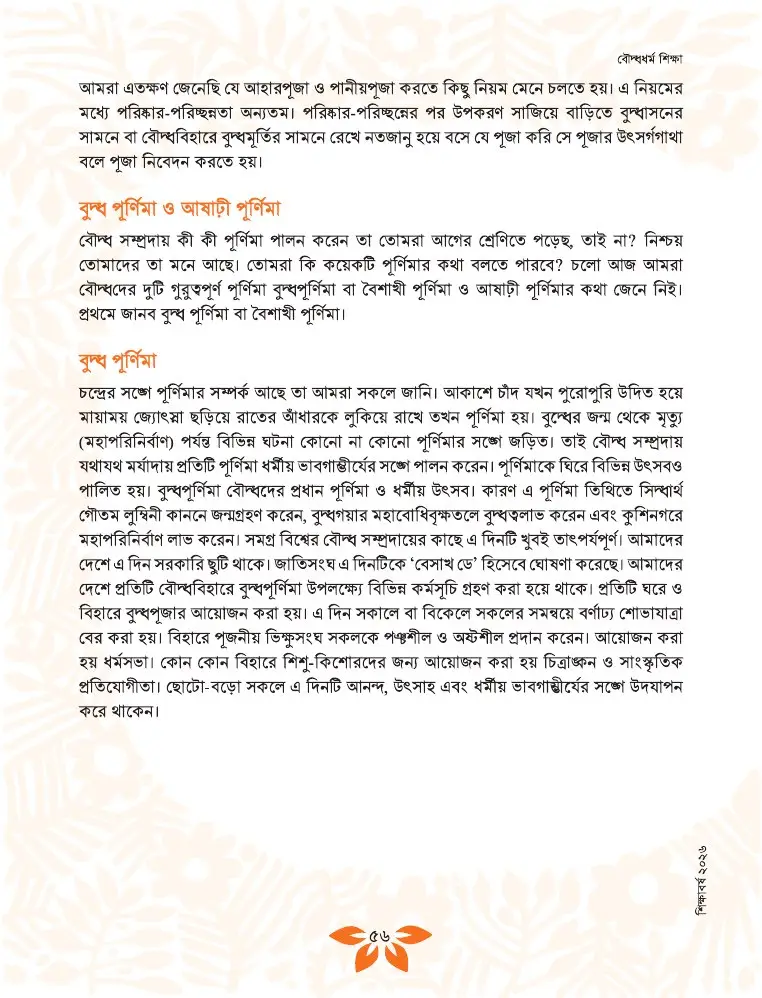 বৌদ্ধধর্ম শিক্ষা
আমরা এতক্ষণ জেনেছি যে আহারপূজা ও পানীয়পূজা করতে কিছু নিয়ম মেনে চলতে হয়। এ নিয়মের
মধ্যে পরিষ্কার-পরিচ্ছন্নতা অন্যতম। পরিষ্কার-পরিচ্ছন্নের পর উপকরণ সাজিয়ে বাড়িতে বুদ্ধাসনের
সামনে বা বৌদ্ধবিহারে বুদ্ধমূর্তির সামনে রেখে নতজানু হয়ে বসে যে পূজা করি সে পূজার উৎসর্গগাথা
বলে পূজা নিবেদন করতে হয়।
বুদ্ধ পূর্ণিমা ও আষাঢ়ী পূর্ণিমা
বৌদ্ধ সম্প্রদায় কী কী পূর্ণিমা পালন করেন তা তোমরা আগের শ্রেণিতে পড়েছ, তাই না? নিশ্চয়
তোমাদের তা মনে আছে। তোমরা কি কয়েকটি পূর্ণিমার কথা বলতে পারবে? চলো আজ আমরা
বৌদ্ধদের দুটি গুরুত্বপূর্ণ পূর্ণিমা বুদ্ধপূর্ণিমা বা বৈশাখী পূর্ণিমা ও আষাঢ়ী পূর্ণিমার কথা জেনে নিই।
প্রথমে জানব বুদ্ধ পূর্ণিমা বা বৈশাখী পূর্ণিমা।
বুদ্ধ পূর্ণিমা
চন্দ্রের সঙ্গে পূর্ণিমার সম্পর্ক আছে তা আমরা সকলে জানি। আকাশে চাঁদ যখন পুরোপুরি উদিত হয়ে
মায়াময় জ্যোৎস্না ছড়িয়ে রাতের আঁধারকে লুকিয়ে রাখে তখন পূর্ণিমা হয়। বুদ্ধের জন্ম থেকে মৃত্যু
(মহাপরিনির্বাণ) পর্যন্ত বিভিন্ন ঘটনা কোনো না কোনো পূর্ণিমার সঙ্গে জড়িত। তাই বৌদ্ধ সম্প্রদায়
যথাযথ মর্যাদায় প্রতিটি পূর্ণিমা ধর্মীয় ভাবগাম্ভীর্যের সঙ্গে পালন করেন। পূর্ণিমাকে ঘিরে বিভিন্ন উৎসবও
পালিত হয়। বুদ্ধপূর্ণিমা বৌদ্ধদের প্রধান পূর্ণিমা ও ধর্মীয় উৎসব। কারণ এ পূর্ণিমা তিথিতে সিদ্ধার্থ
গৌতম লুম্বিনী কাননে জন্মগ্রহণ করেন, বুদ্ধগয়ার মহাবোধিবৃক্ষতলে বুদ্ধত্বলাভ করেন এবং কুশিনগরে
মহাপরিনির্বাণ লাভ করেন। সমগ্র বিশ্বের বৌদ্ধ সম্প্রদায়ের কাছে এ দিনটি খুবই তাৎপর্যপূর্ণ। আমাদের
দেশে এ দিন সরকারি ছুটি থাকে। জাতিসংঘ এ দিনটিকে ‘বেসাখ ডে’ হিসেবে ঘোষণা করেছে। আমাদের
দেশে প্রতিটি বৌদ্ধবিহারে বুদ্ধপূর্ণিমা উপলক্ষ্যে বিভিন্ন কর্মসূচি গ্রহণ করা হয়ে থাকে। প্রতিটি ঘরে ও
বিহারে বুদ্ধপূজার আয়োজন করা হয়। এ দিন সকালে বা বিকেলে সকলের সমন্বয়ে বর্ণাঢ্য শোভাযাত্রা
বের করা হয়। বিহারে পূজনীয় ভিক্ষুসংঘ সকলকে পঞ্চশীল ও অষ্টশীল প্রদান করেন। আয়োজন করা
হয় ধর্মসভা। কোন কোন বিহারে শিশু-কিশোরদের জন্য আয়োজন করা হয় চিত্রাঙ্কন ও সাংস্কৃতিক
প্রতিযোগীতা। ছোটো-বড়ো সকলে এ দিনটি আনন্দ, উৎসাহ এবং ধর্মীয় ভাবগাম্ভীর্যের সঙ্গে উদযাপন
করে থাকেন।
শিক্ষাবর্ষ ২০২৬
৫৬